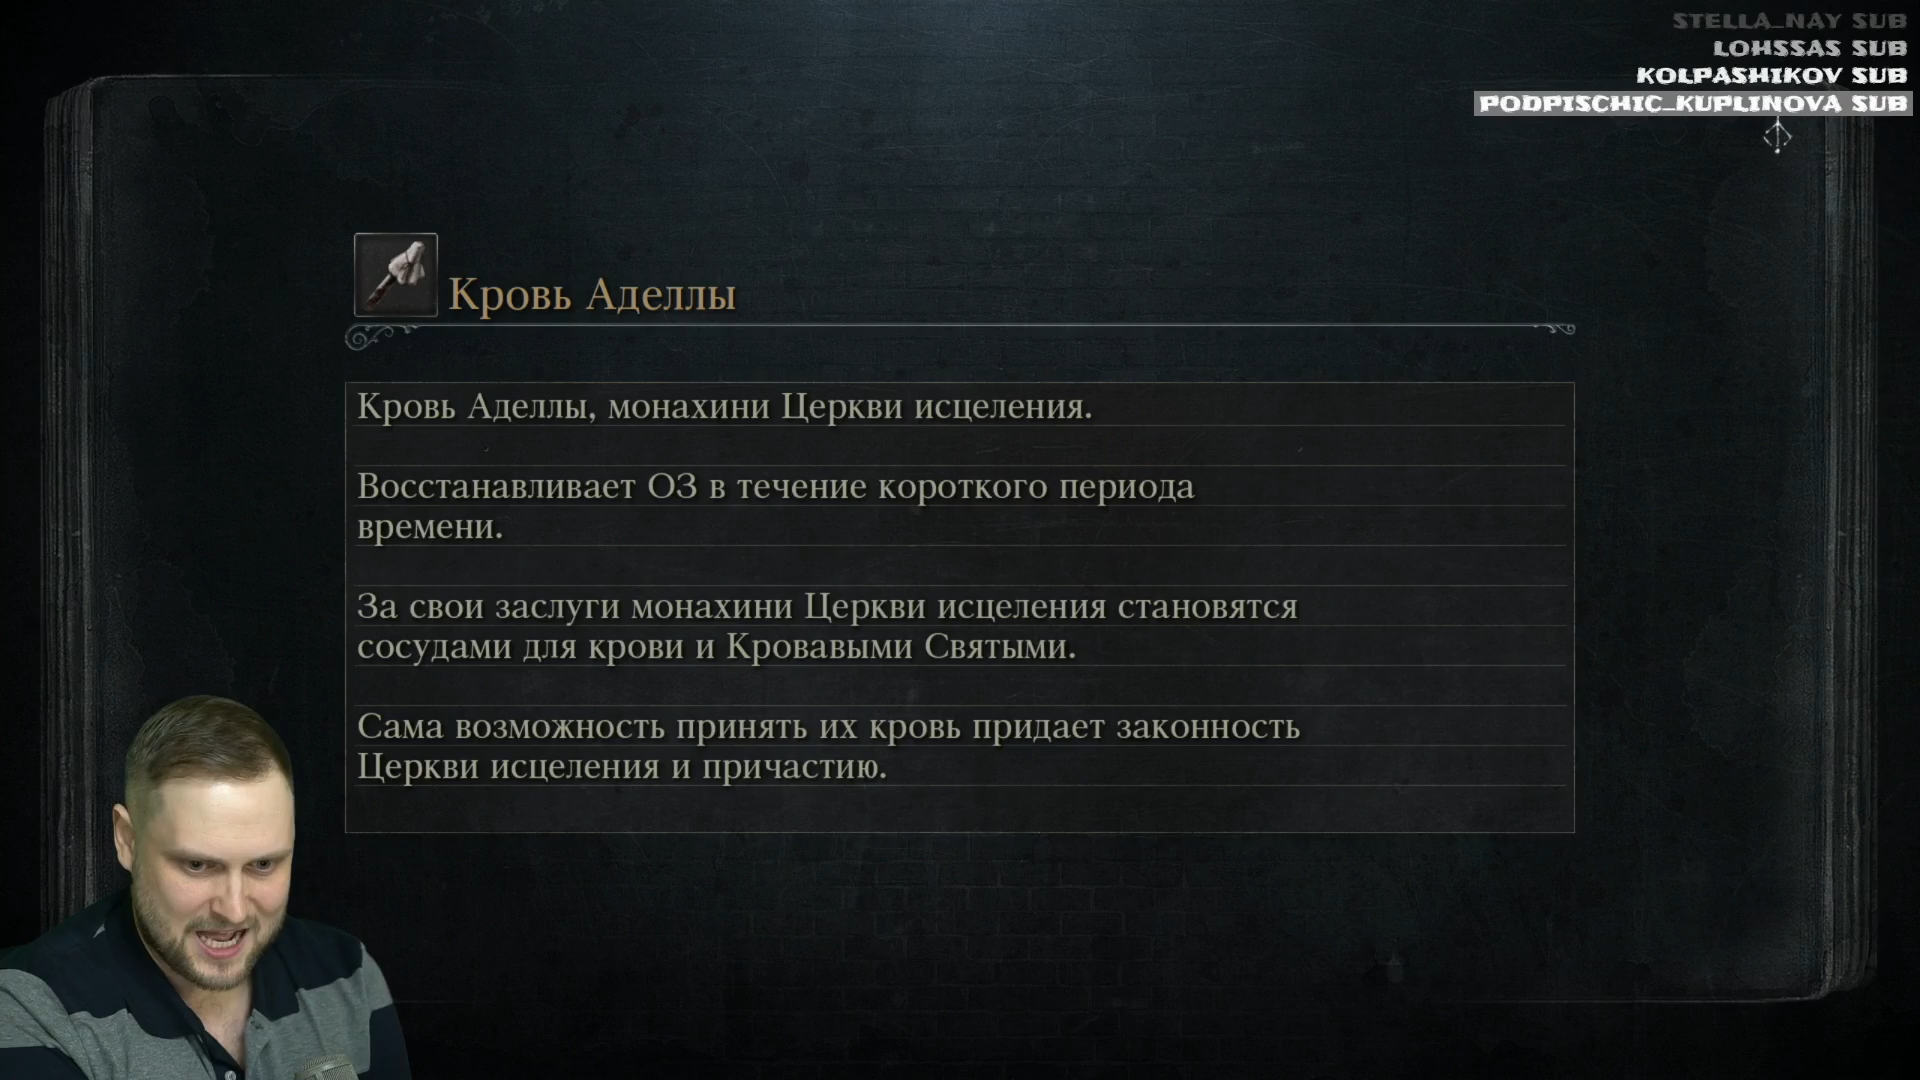 STELLA_NAY SUB
LOHSSAS SUB
KOLPASHIKOV SUB
PODPISCHIC_KUPLINOVA SUB
Кровь Аделлы
Кровь Аделлы, монахини Церкви исцеления.
Восстанавливает ОЗ в течение короткого периода
времени.
За свои заслуги монахини Церкви исцеления становятся
сосудами для крови и Кровавыми Святыми.
Сама возможность принять их кровь придает законность
Церкви исцеления и причастию.